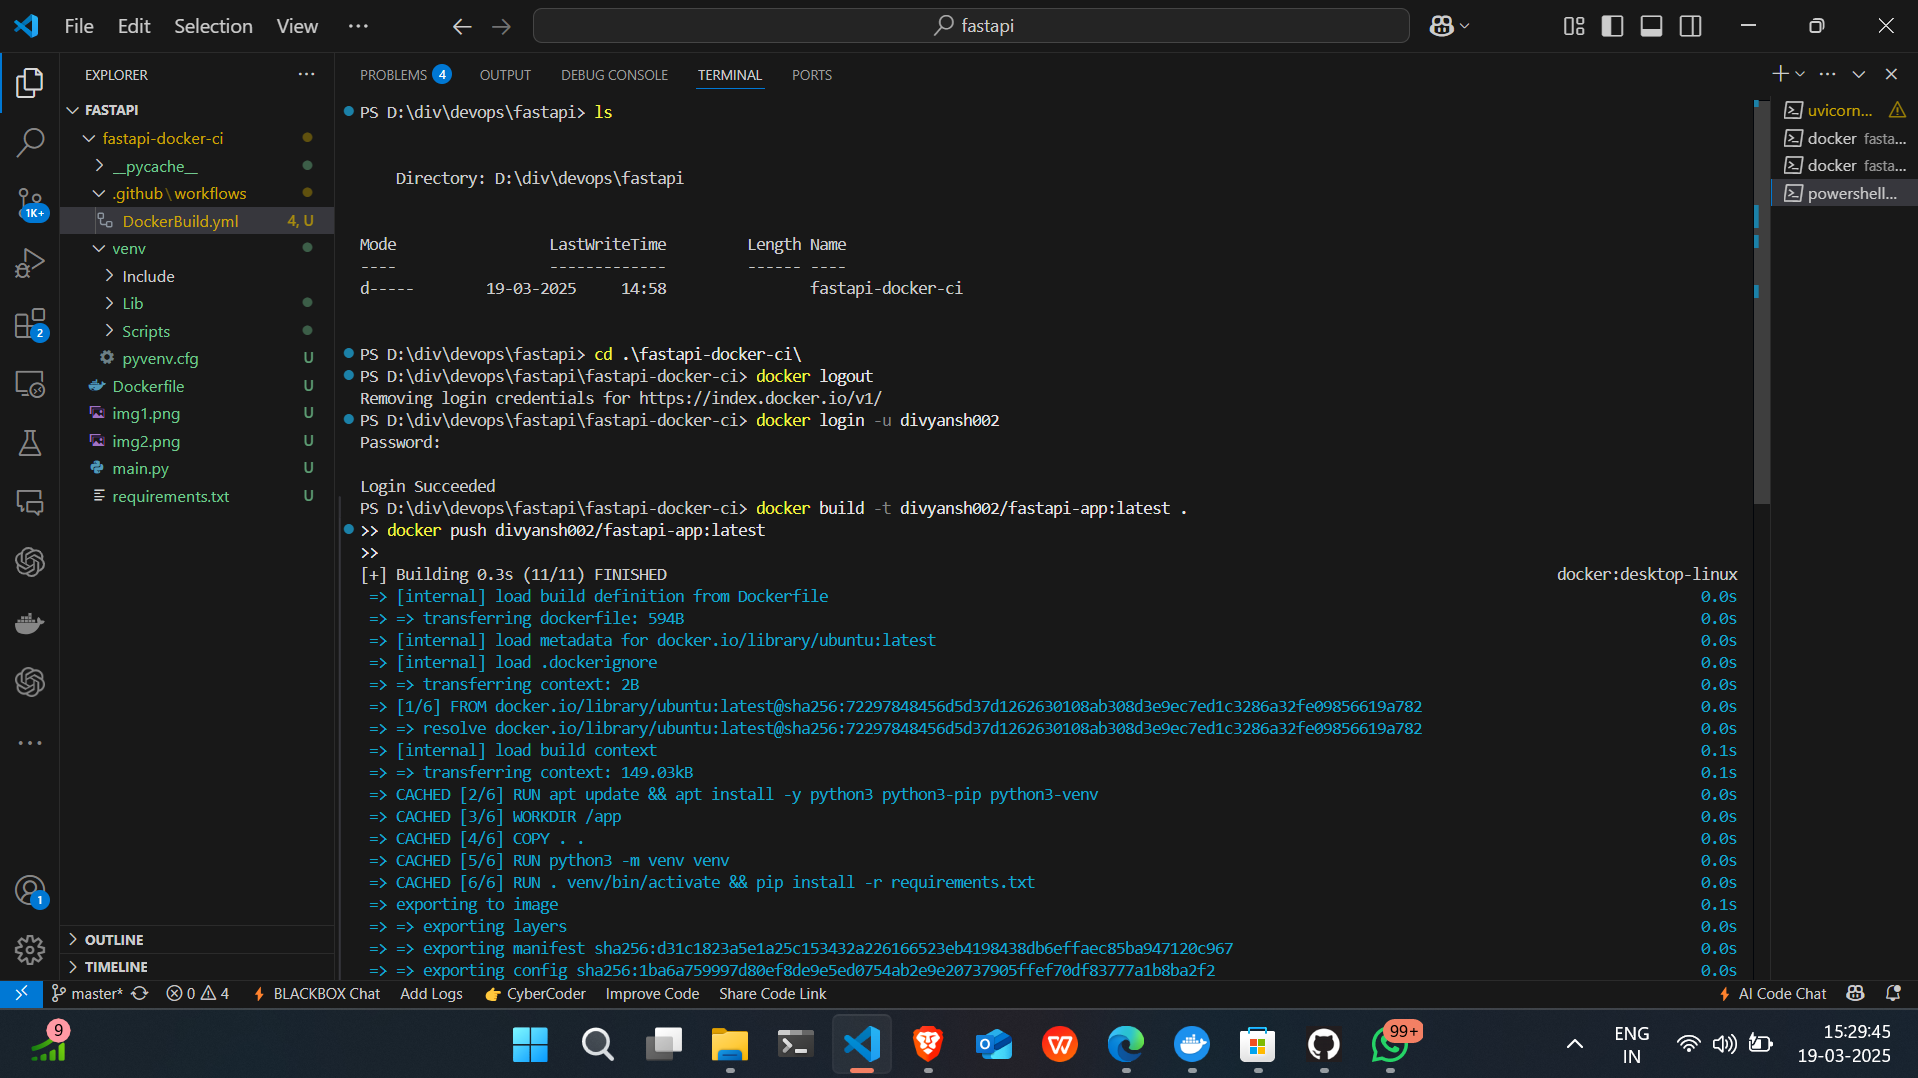 File Edit Selection View
fastapi
EXPLORER
FASTAPI
fastapi-docker-ci
__pycache__
.github\workflows
DockerBuild.yml 4, U
venv
Include
Lib
Scripts
pyvenv.cfg U
Dockerfile U
img1.png U
img2.png U
main.py U
requirements.txt U
OUTLINE
TIMELINE
1K+
2
1
PROBLEMS 4 OUTPUT DEBUG CONSOLE TERMINAL PORTS
PS D:\div\devops\fastapi> ls
Directory: D:\div\devops\fastapi
Mode LastWriteTime Length Name
---- ------------- ------ ----
d----- 19-03-2025 14:58 fastapi-docker-ci
PS D:\div\devops\fastapi> cd .\fastapi-docker-ci\
PS D:\div\devops\fastapi\fastapi-docker-ci> docker logout
Removing login credentials for https://index.docker.io/v1/
PS D:\div\devops\fastapi\fastapi-docker-ci> docker login -u divyansh002
Password:
Login Succeeded
PS D:\div\devops\fastapi\fastapi-docker-ci> docker build -t divyansh002/fastapi-app:latest .
>> docker push divyansh002/fastapi-app:latest
>>
[+] Building 0.3s (11/11) FINISHED docker:desktop-linux
=> [internal] load build definition from Dockerfile 0.0s
=> => transferring dockerfile: 594B 0.0s
=> [internal] load metadata for docker.io/library/ubuntu:latest 0.0s
=> [internal] load .dockerignore 0.0s
=> => transferring context: 2B 0.0s
=> [1/6] FROM docker.io/library/ubuntu:latest@sha256:72297848456d5d37d1262630108ab308d3e9ec7ed1c3286a32fe09856619a782 0.0s
=> => resolve docker.io/library/ubuntu:latest@sha256:72297848456d5d37d1262630108ab308d3e9ec7ed1c3286a32fe09856619a782 0.0s
=> [internal] load build context 0.1s
=> => transferring context: 149.03kB 0.1s
=> CACHED [2/6] RUN apt update && apt install -y python3 python3-pip python3-venv 0.0s
=> CACHED [3/6] WORKDIR /app 0.0s
=> CACHED [4/6] COPY . . 0.0s
=> CACHED [5/6] RUN python3 -m venv venv 0.0s
=> CACHED [6/6] RUN . venv/bin/activate && pip install -r requirements.txt 0.0s
=> exporting to image 0.1s
=> => exporting layers 0.0s
=> => exporting manifest sha256:d31c1823a5e1a25c153432a226166523eb4198438db6effaec85ba947120c967 0.0s
=> => exporting config sha256:1ba6a759997d80ef8de9e5ed0754ab2e9e20737905ffef70df83777a1b8ba2f2 0.0s
uvicorn...
docker fasta...
docker fasta...
powershell...
master* 0 4 BLACKBOX Chat Add Logs CyberCoder Improve Code Share Code Link AI Code Chat
9
99+
ENG
IN
15:29:45
19-03-2025